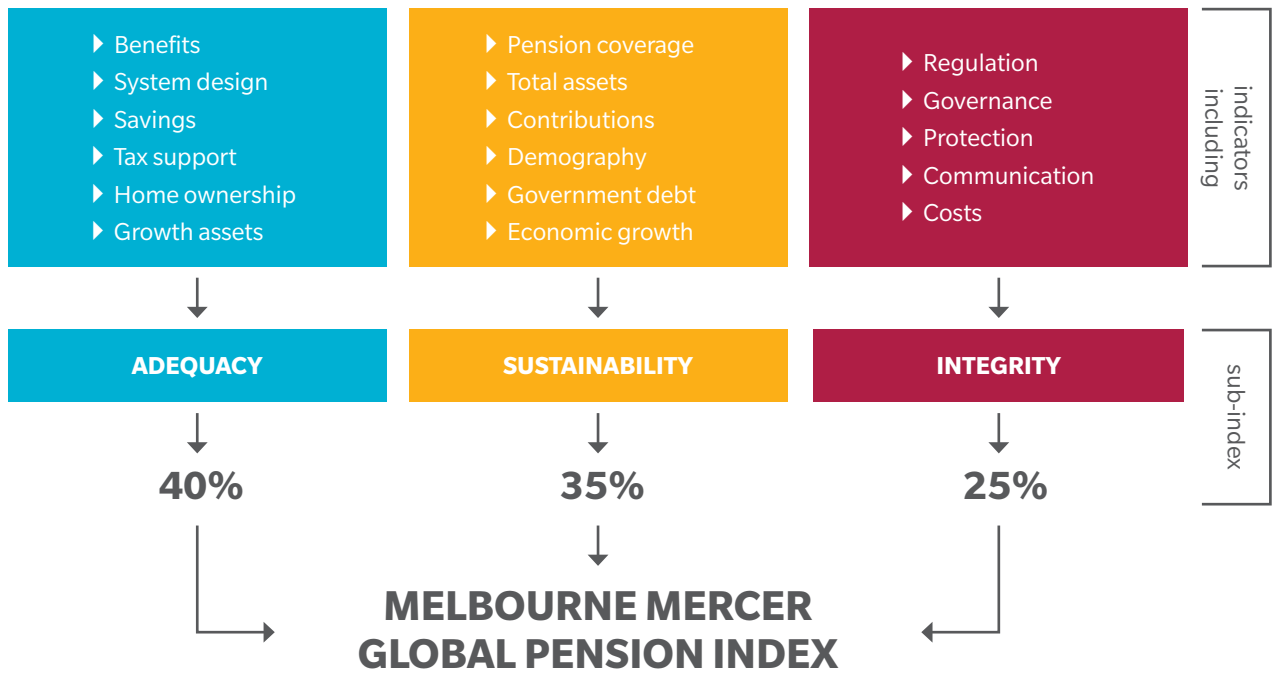 Benefits
System design
Savings
Tax support
Home ownership
Growth assets
Pension coverage
Total assets
Contributions
Demography
Government debt
Economic growth
Regulation
Governance
Protection
Communication
Costs
indicators
including
ADEQUACY
SUSTAINABILITY
INTEGRITY
sub-index
40%
35%
25%
MELBOURNE MERCER
GLOBAL PENSION INDEX